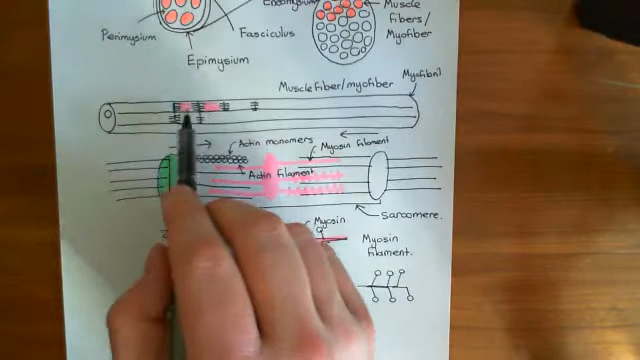 Endomysium
Muscle
fibers/
Myofiber
Perimysium
Fasciculus
Epimysium
Muscle fiber/myofiber
Myofibril
Actin monomers
Myosin filament
Actin filament
Sarcomere.
Myosin
Myosin
filament.